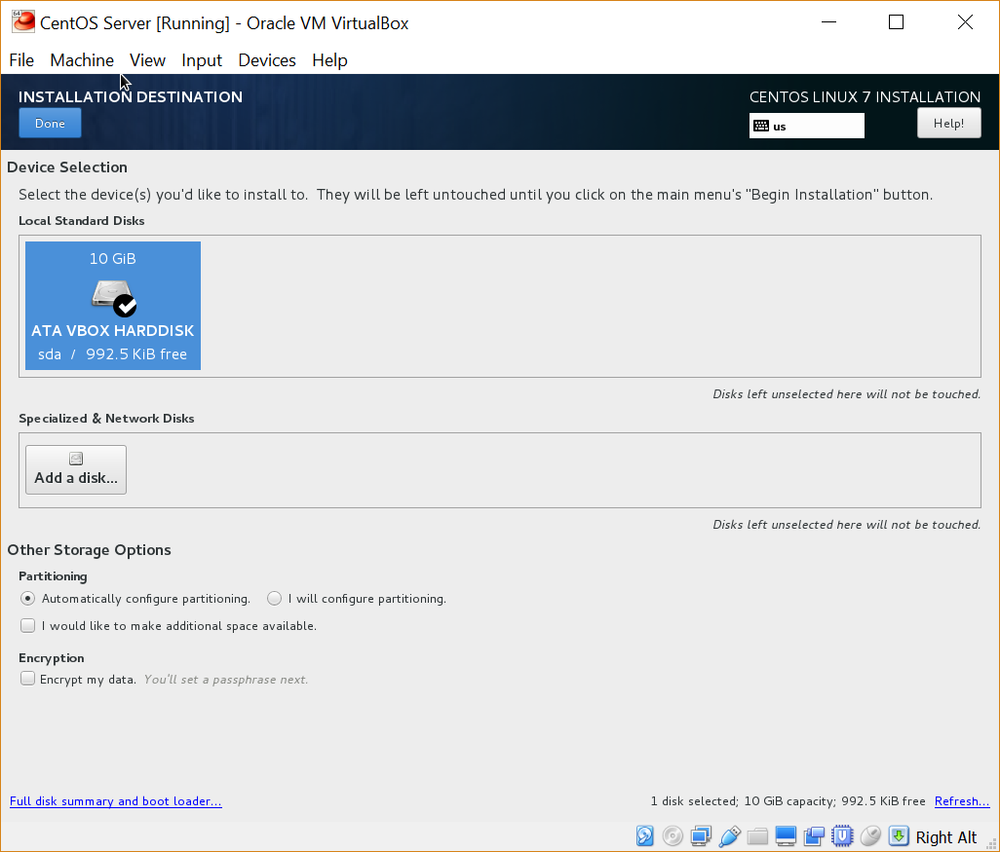 CentOS Server [Running] - Oracle VM VirtualBox
File Machine View Input Devices Help
INSTALLATION DESTINATION
CENTOS LINUX 7 INSTALLATION
Done
us
Help!
Device Selection
Select the device(s) you'd like to install to.  They will be left untouched until you click on the main menu's "Begin Installation" button.
Local Standard Disks
10 GiB
ATA VBOX HARDDISK
sda / 992.5 KiB free
Disks left unselected here will not be touched.
Specialized & Network Disks
Add a disk...
Disks left unselected here will not be touched.
Other Storage Options
Partitioning
Automatically configure partitioning. I will configure partitioning.
I would like to make additional space available.
Encryption
Encrypt my data. You'll set a passphrase next.
Full disk summary and boot loader...
1 disk selected; 10 GiB capacity; 992.5 KiB free Refresh...
Right Alt